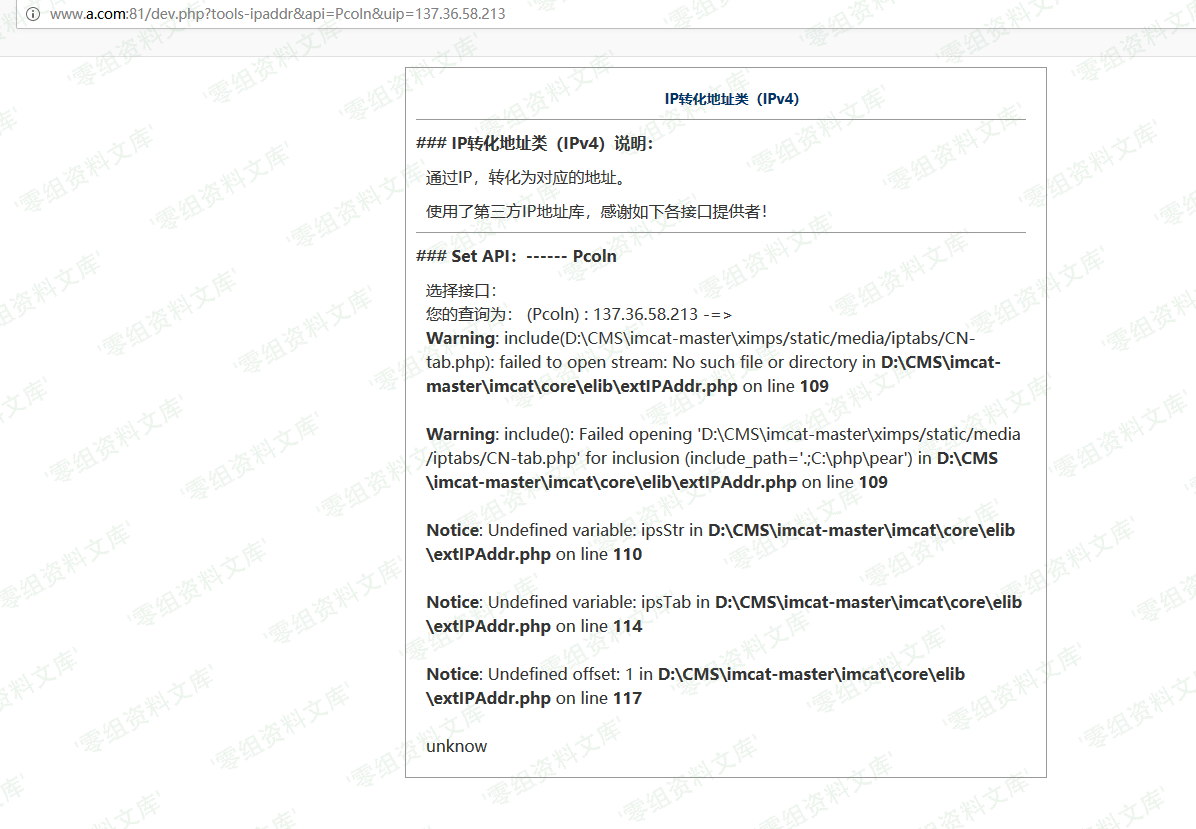 www.a.com:81/dev.php?tools-ipaddr&api=Pcoln&uip=137.36.58.213
IP转化地址类（IPv4）
### IP转化地址类（IPv4）说明：
通过IP，转化为对应的地址。
使用了第三方IP地址库，感谢如下各接口提供者！
### Set API：------ Pcoln
选择接口：
您的查询为： (Pcoln) : 137.36.58.213 -=>
Warning: include(D:\CMS\imcat-master\ximps/static/media/iptabs/CN-
tab.php): failed to open stream: No such file or directory in D:\CMS\imcat-
master\imcat\core\elib\extIPAddr.php on line 109
Warning: include(): Failed opening 'D:\CMS\imcat-master\ximps/static/media
/iptabs/CN-tab.php' for inclusion (include_path='.;C:\php\pear') in D:\CMS
\imcat-master\imcat\core\elib\extIPAddr.php on line 109
Notice: Undefined variable: ipsStr in D:\CMS\imcat-master\imcat\core\elib
\extIPAddr.php on line 110
Notice: Undefined variable: ipsTab in D:\CMS\imcat-master\imcat\core\elib
\extIPAddr.php on line 114
Notice: Undefined offset: 1 in D:\CMS\imcat-master\imcat\core\elib
\extIPAddr.php on line 117
unknow
'零组资料文库'